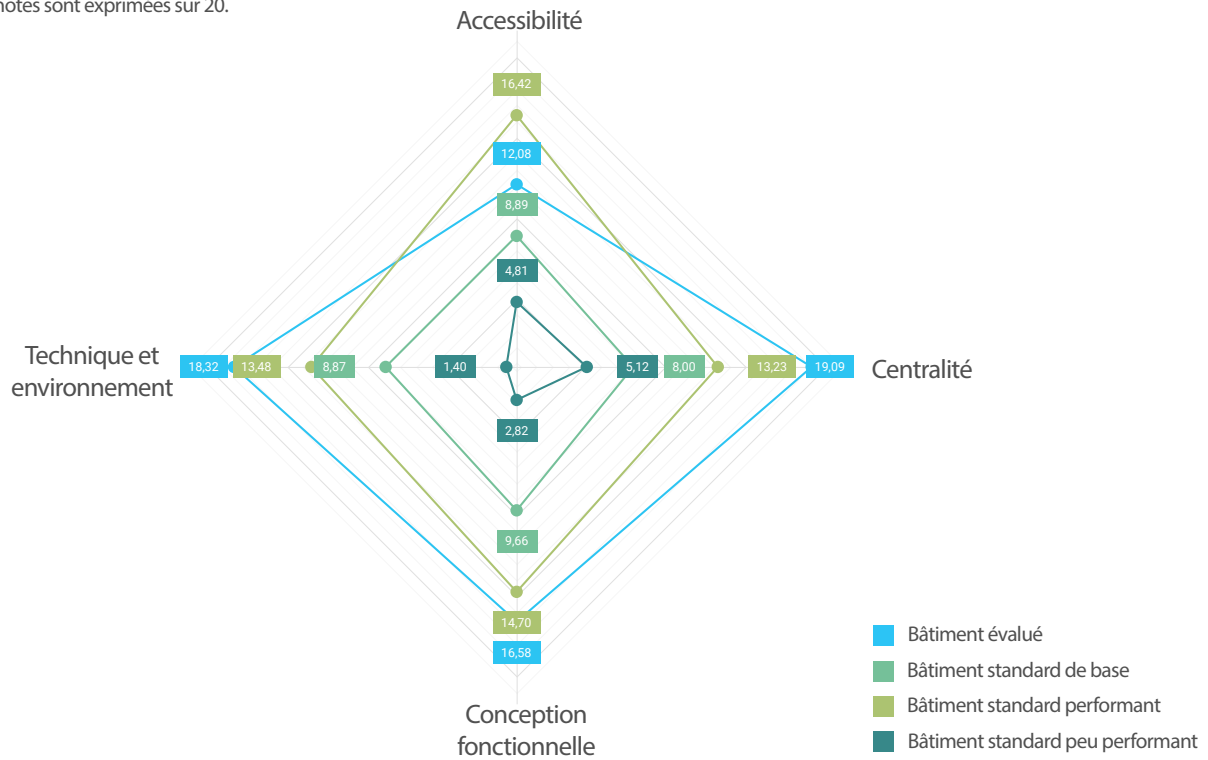 notes sont exprimées sur 20.
Accessibilité
16,42
12,08
8,89
4,81
Technique et
environnement
18,32
13,48
8,87
1,40
5,12
8,00
13,23
19,09
Centralité
2,82
9,66
14,70
16,58
Conception
fonctionnelle
Bâtiment évalué
Bâtiment standard de base
Bâtiment standard performant
Bâtiment standard peu performant